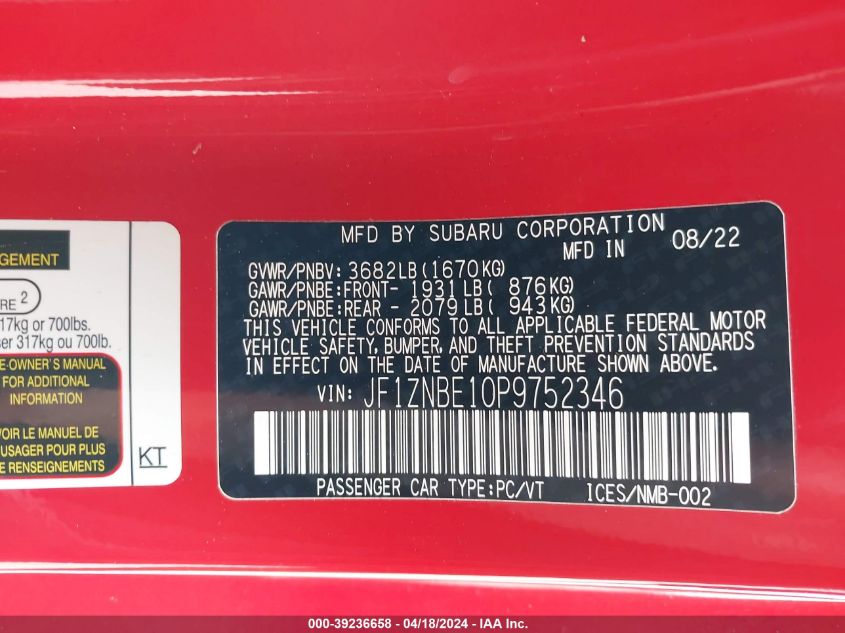 GEMENT
RE 2
17kg or 700lbs.
ser 317kg ou 700lb.
E OWNER'S MANUAL
FOR ADDITIONAL
INFORMATION
VOIR LE MANUEL DE
USAGER POUR PLUS
E RENSEIGNEMENTS
KT
MFD BY SUBARU CORPORATION
MFD IN 08/22
GVWR/PNBV: 3682LB(1670KG)
GAWR/PNBE:FRONT- 1931LB( 876KG)
GAWR/PNBE:REAR - 2079LB( 943KG)
THIS VEHICLE CONFORMS TO ALL APPLICABLE FEDERAL MOTOR
VEHICLE SAFETY, BUMPER, AND THEFT PREVENTION STANDARDS
IN EFFECT ON THE DATE OF MANUFACTURE SHOWN ABOVE.
VIN: JF1ZNBE10P9752346
PASSENGER CAR TYPE:PC/VT ICES/NMB-002
000-39236658 - 04/18/2024 - IAA Inc.